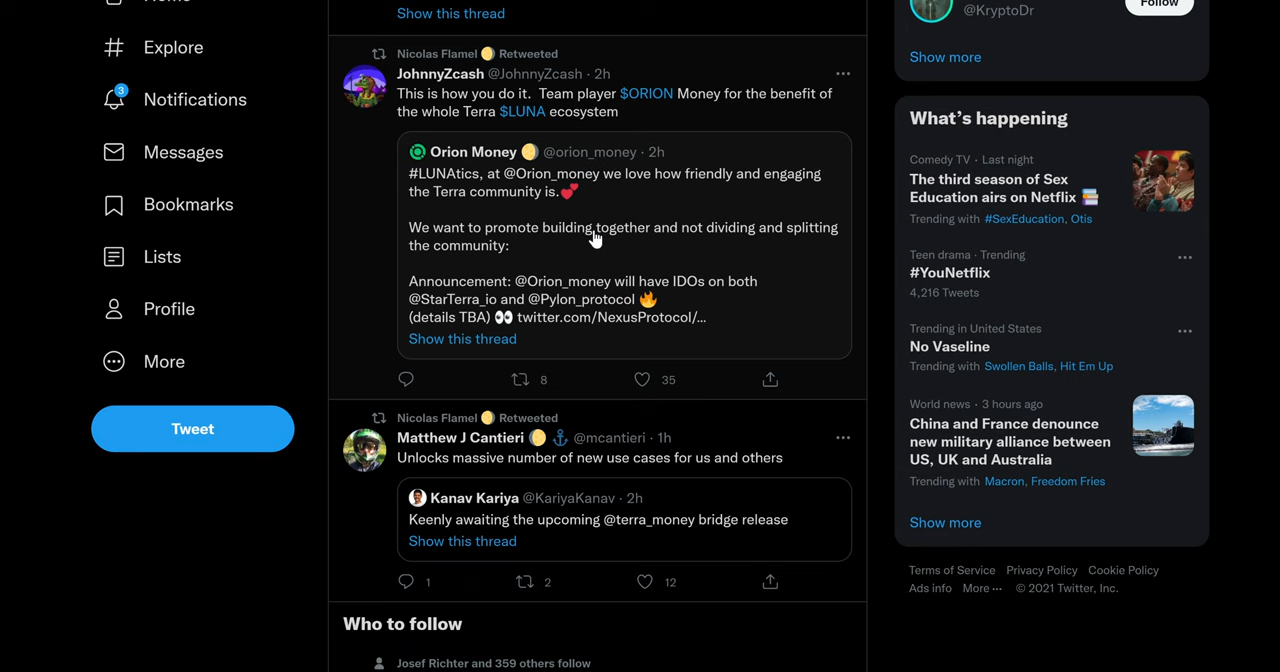 Home
Explore
3
Notifications
Messages
Bookmarks
Lists
Profile
More
Tweet
Show this thread
Nicolas Flamel Retweeted
JohnnyZcash @JohnnyZcash · 2h
This is how you do it. Team player $ORION Money for the benefit of
the whole Terra $LUNA ecosystem
Orion Money @orion_money · 2h
#LUNAtics, at @Orion_money we love how friendly and engaging
the Terra community is.
We want to promote building together and not dividing and splitting
the community:
Announcement: @Orion_money will have IDOs on both
@StarTerra_io and @Pylon_protocol
(details TBA) twitter.com/NexusProtocol/...
Show this thread
8
35
Nicolas Flamel Retweeted
Matthew J Cantieri @mcantieri · 1h
Unlocks massive number of new use cases for us and others
Kanav Kariya @KariyaKanav · 2h
Keenly awaiting the upcoming @terra_money bridge release
Show this thread
1
2
12
Who to follow
Josef Richter and 359 others follow
@KryptoDr
Follow
Show more
What's happening
Comedy TV · Last night
The third season of Sex
Education airs on Netflix
Trending with #SexEducation, Otis
Teen drama · Trending
#YouNetflix
4,216 Tweets
Trending in United States
No Vaseline
Trending with Swollen Balls, Hit Em Up
World news · 3 hours ago
China and France denounce
new military alliance between
US, UK and Australia
Trending with Macron, Freedom Fries
Show more
Terms of Service Privacy Policy Cookie Policy
Ads info More ··· © 2021 Twitter, Inc.